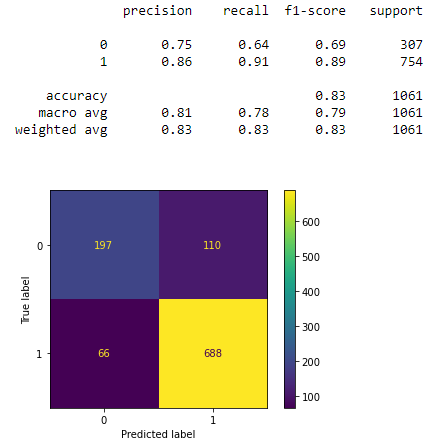 precision recall f1-score support
0 0.75 0.64 0.69 307
1 0.86 0.91 0.89 754
accuracy 0.83 1061
macro avg 0.81 0.78 0.79 1061
weighted avg 0.83 0.83 0.83 1061
600
0 197 110
500
400
True label
300
1 66 688
200
100
0 1
Predicted label